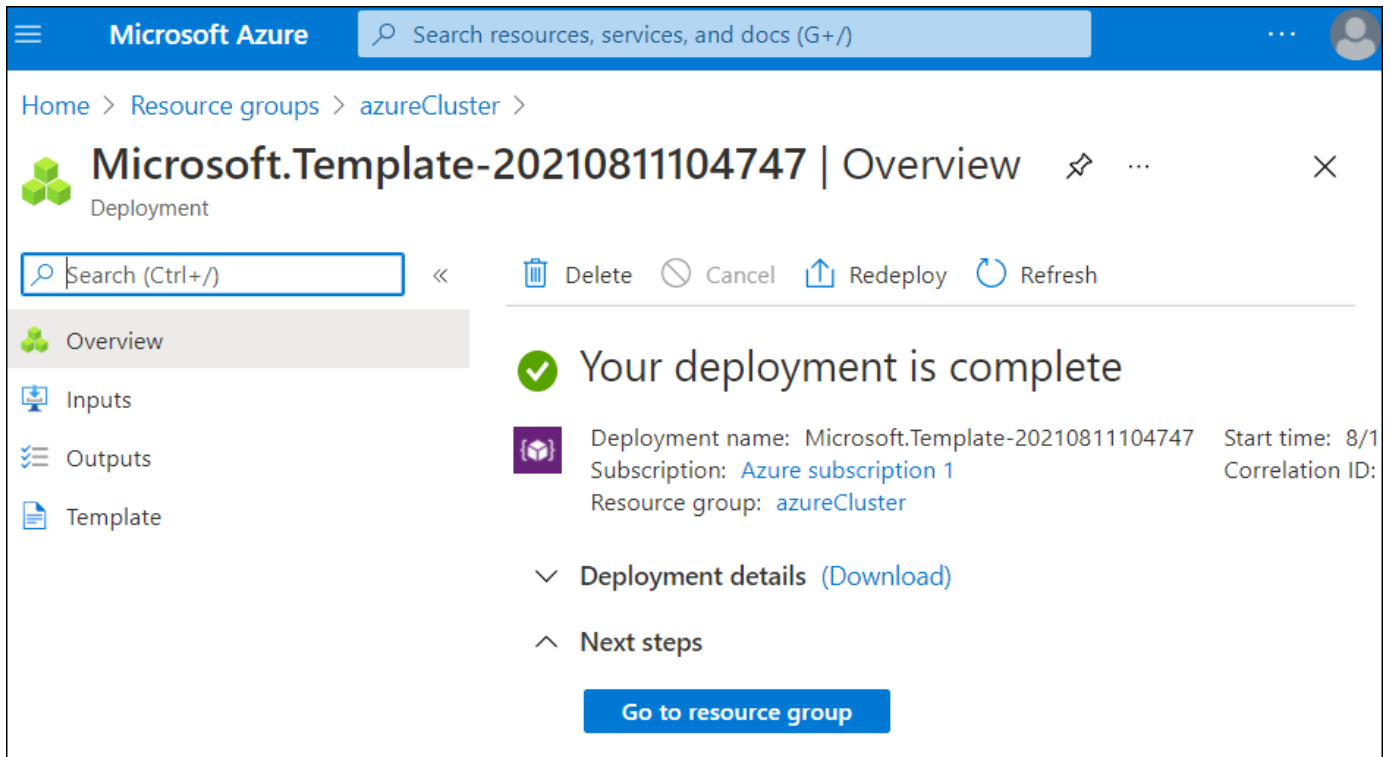 Microsoft Azure
Search resources, services, and docs (G+/)
...
Home > Resource groups > azureCluster >
Microsoft.Template-20210811104747 | Overview
...
Deployment
Search (Ctrl+/)
«
Delete
Cancel
Redeploy
Refresh
Overview
Inputs
Outputs
Template
Your deployment is complete
Deployment name: Microsoft.Template-20210811104747
Start time: 8/1
Subscription: Azure subscription 1
Correlation ID:
Resource group: azureCluster
Deployment details (Download)
Next steps
Go to resource group